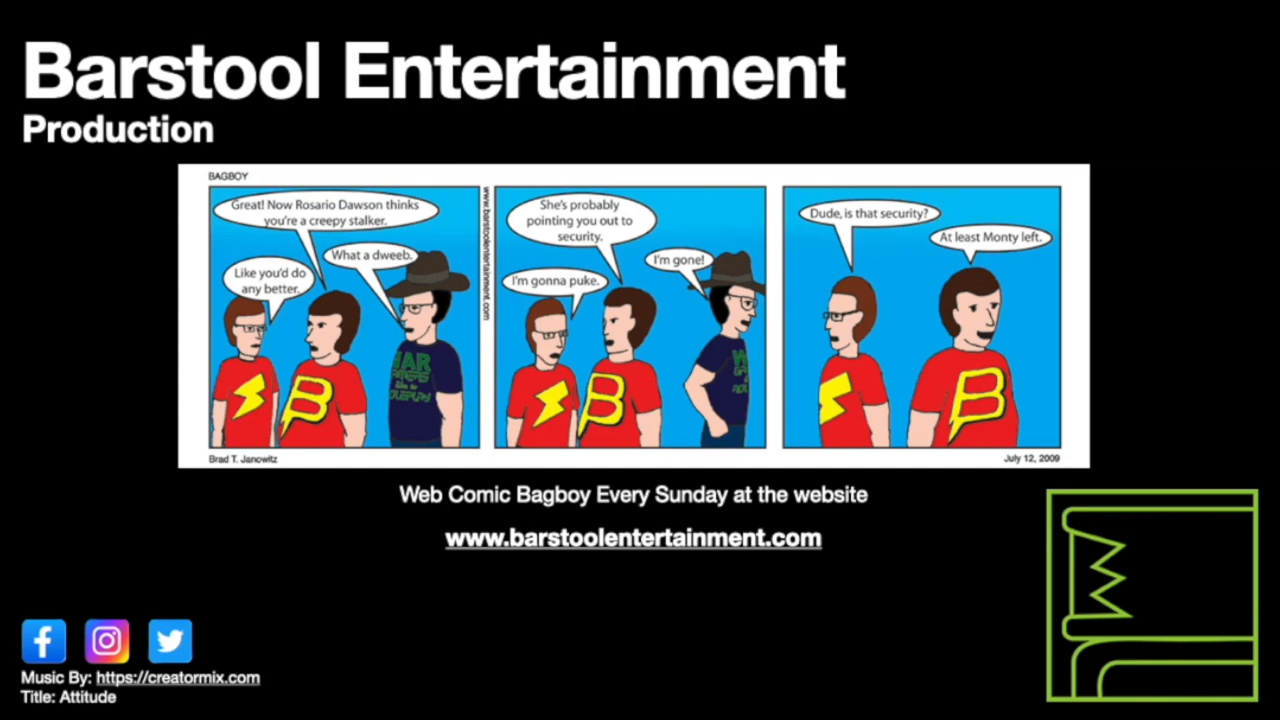 Barstool Entertainment
Production
BAGBOY
Great! Now Rosario Dawson thinks
you're a creepy stalker.
What a dweeb.
Like you'd do
any better.
www.barstoolentertainment.com
She's probably
pointing you out to
security.
I'm gone!
I'm gonna puke.
Dude, is that security?
At least Monty left.
B
B
B
Brad T. Janowitz
July 12, 2009
Web Comic Bagboy Every Sunday at the website
www.barstoolentertainment.com
Music By: https://creatormix.com
Title: Attitude